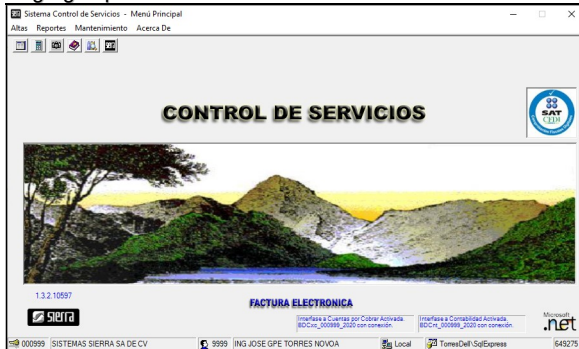 Sistema Control de Servicios - Menú Principal
Altas Reportes Mantenimiento Acerca De
CONTROL DE SERVICIOS
SAT
CFDI
1.3.2.10597
FACTURA ELECTRONICA
sierra
Interfase a Cuentas por Cobrar Activada.
BDCxc_000999_2020 con conexión.
Interfase a Contabilidad Activada.
BDCnt_000999_2020 con conexión.
Microsoft
.net
000999 SISTEMAS SIERRA SA DE CV 9999 ING JOSE GPE TORRES NOVOA Local TorresDell\SqlExpress 649275